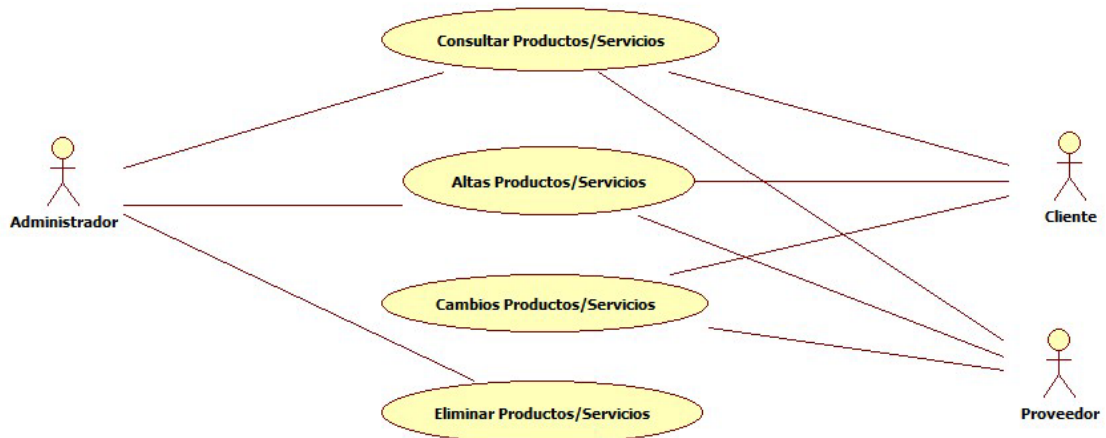 Consultar Productos/Servicios
Altas Productos/Servicios
Administrador
Cliente
Cambios Productos/Servicios
Eliminar Productos/Servicios
Proveedor